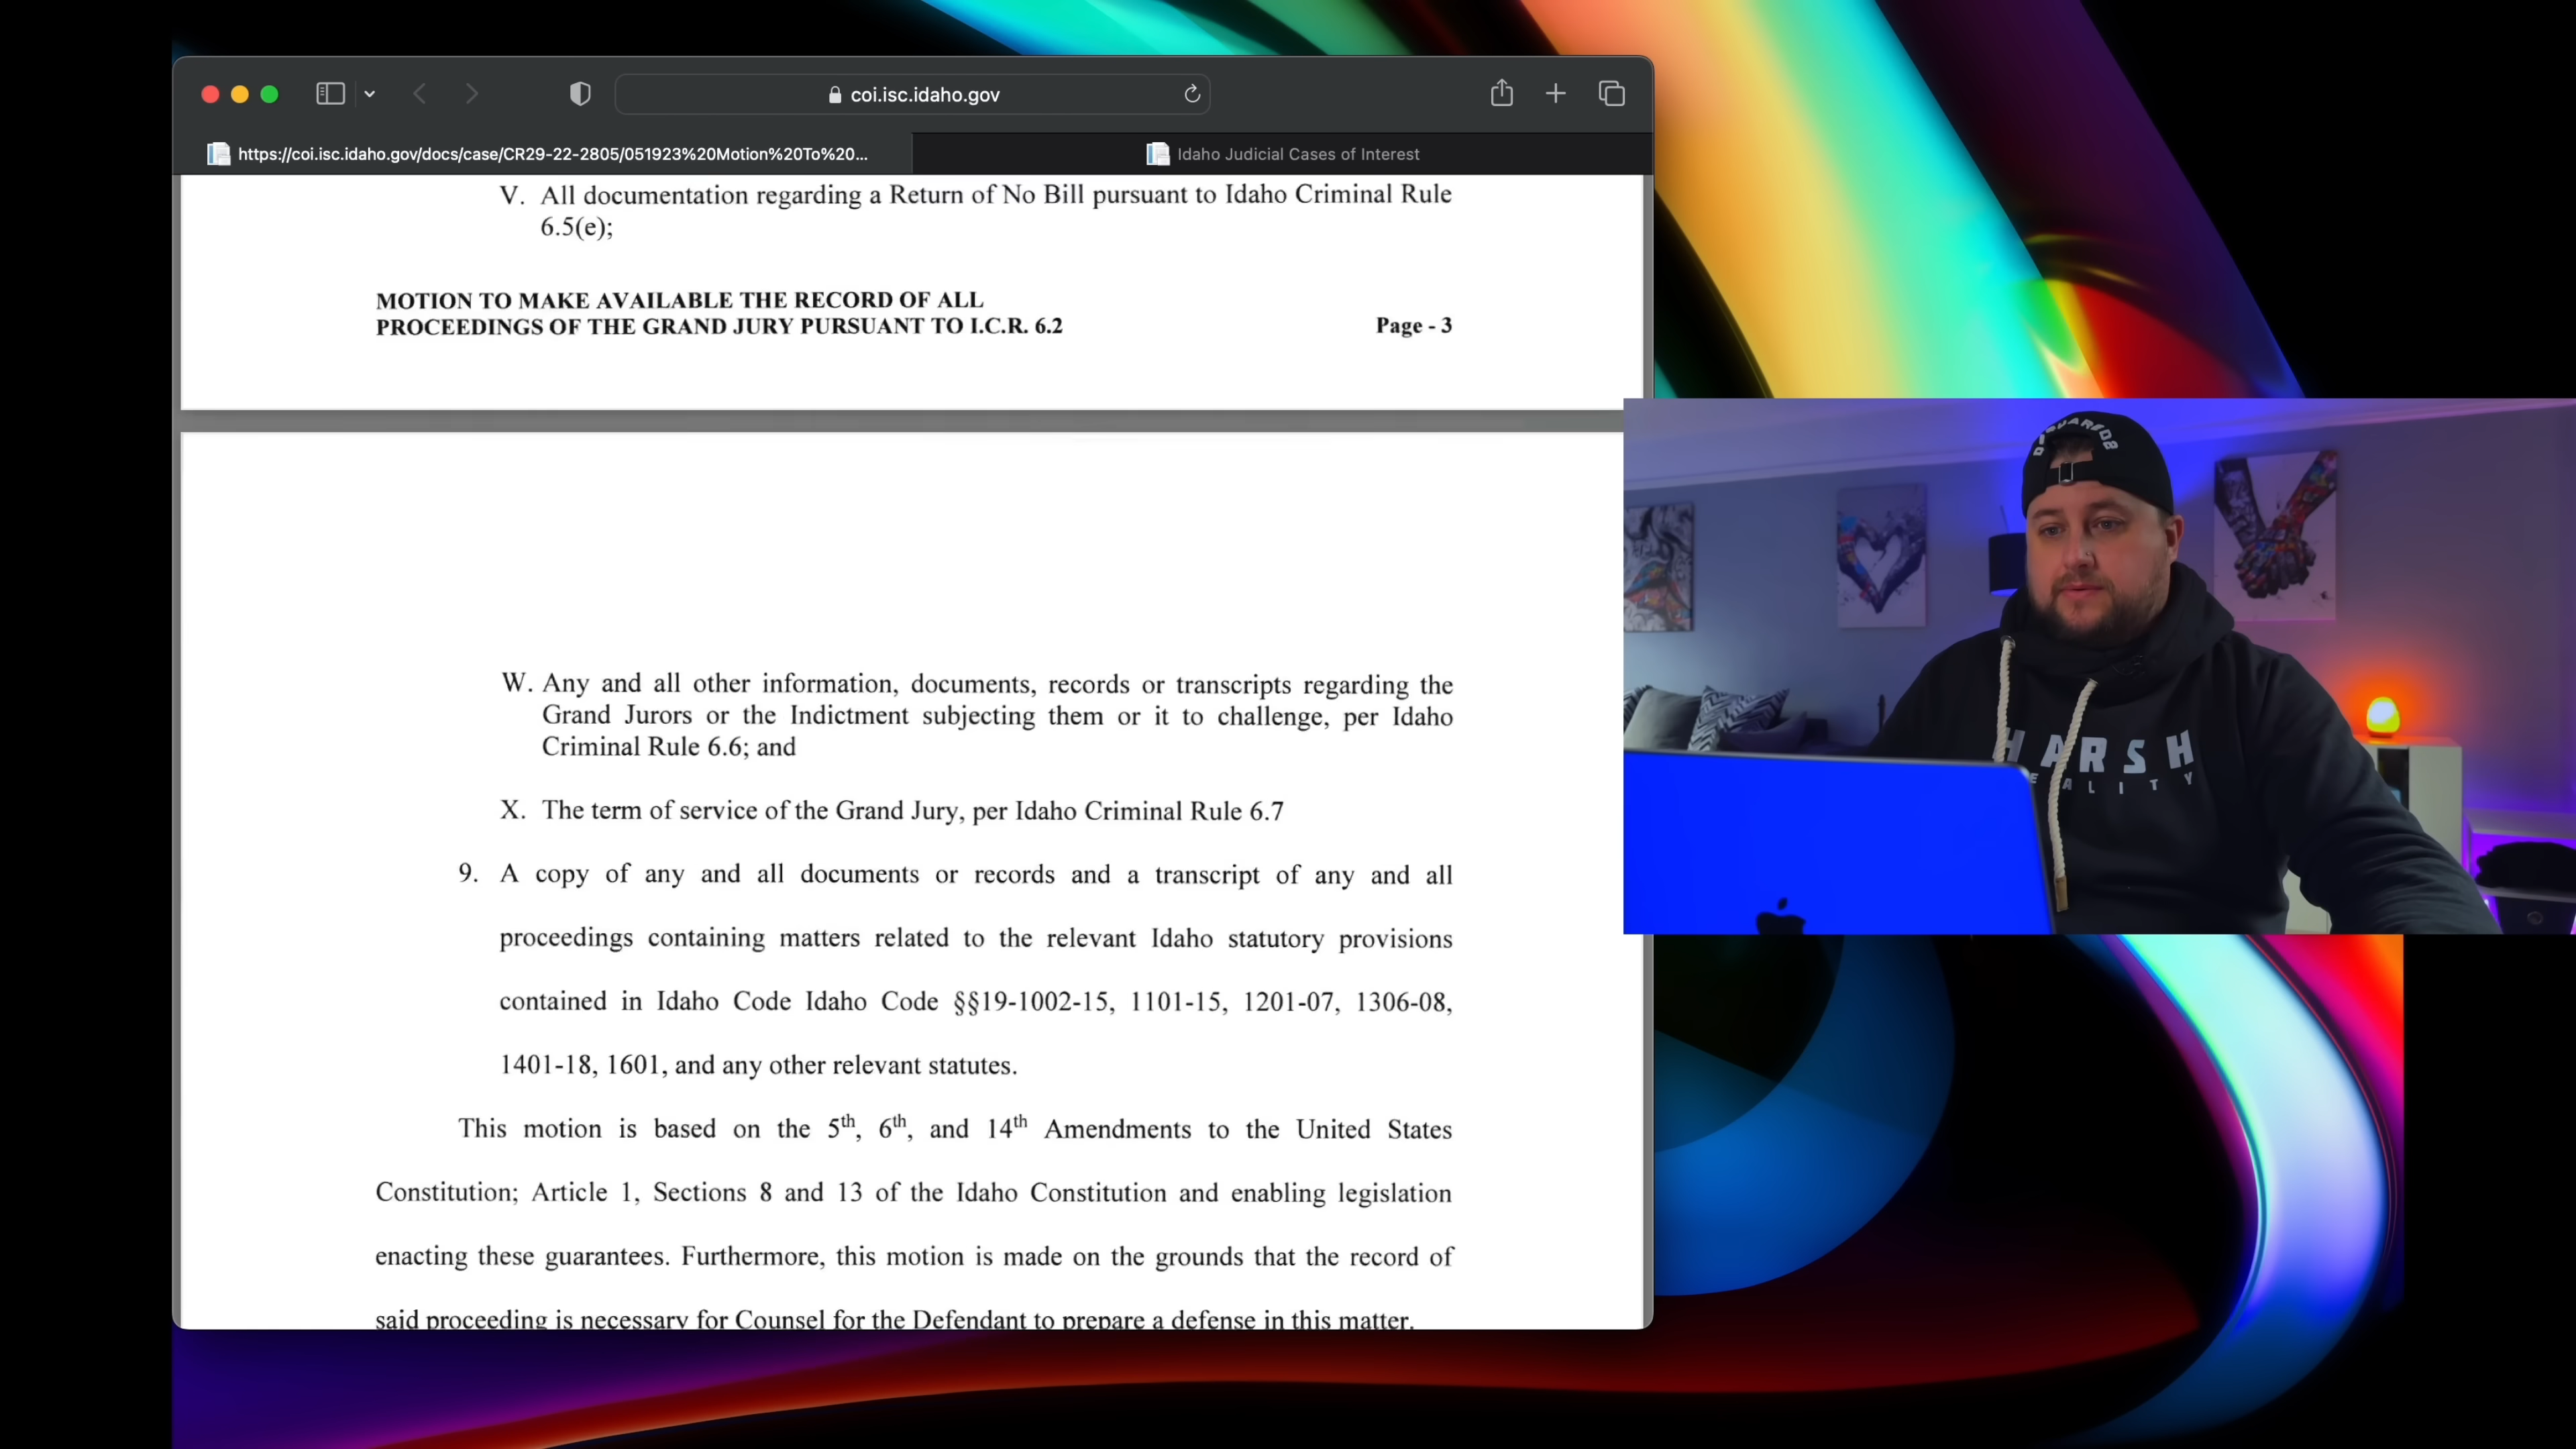 coi.isc.idaho.gov
https://coi.isc.idaho.gov/docs/case/CR29-22-2805/051923%20Motion%20To%20...
Idaho Judicial Cases of Interest
V. All documentation regarding a Return of No Bill pursuant to Idaho Criminal Rule
6.5(e);
MOTION TO MAKE AVAILABLE THE RECORD OF ALL
PROCEEDINGS OF THE GRAND JURY PURSUANT TO I.C.R. 6.2
Page - 3
W. Any and all other information, documents, records or transcripts regarding the
Grand Jurors or the Indictment subjecting them or it to challenge, per Idaho
Criminal Rule 6.6; and
X. The term of service of the Grand Jury, per Idaho Criminal Rule 6.7
9. A copy of any and all documents or records and a transcript of any and all
proceedings containing matters related to the relevant Idaho statutory provisions
contained in Idaho Code Idaho Code §§19-1002-15, 1101-15, 1201-07, 1306-08,
1401-18, 1601, and any other relevant statutes.
This motion is based on the 5th, 6th, and 14th Amendments to the United States
Constitution; Article 1, Sections 8 and 13 of the Idaho Constitution and enabling legislation
enacting these guarantees. Furthermore, this motion is made on the grounds that the record of
said proceeding is necessary for Counsel for the Defendant to prepare a defense in this matter.
HARSH